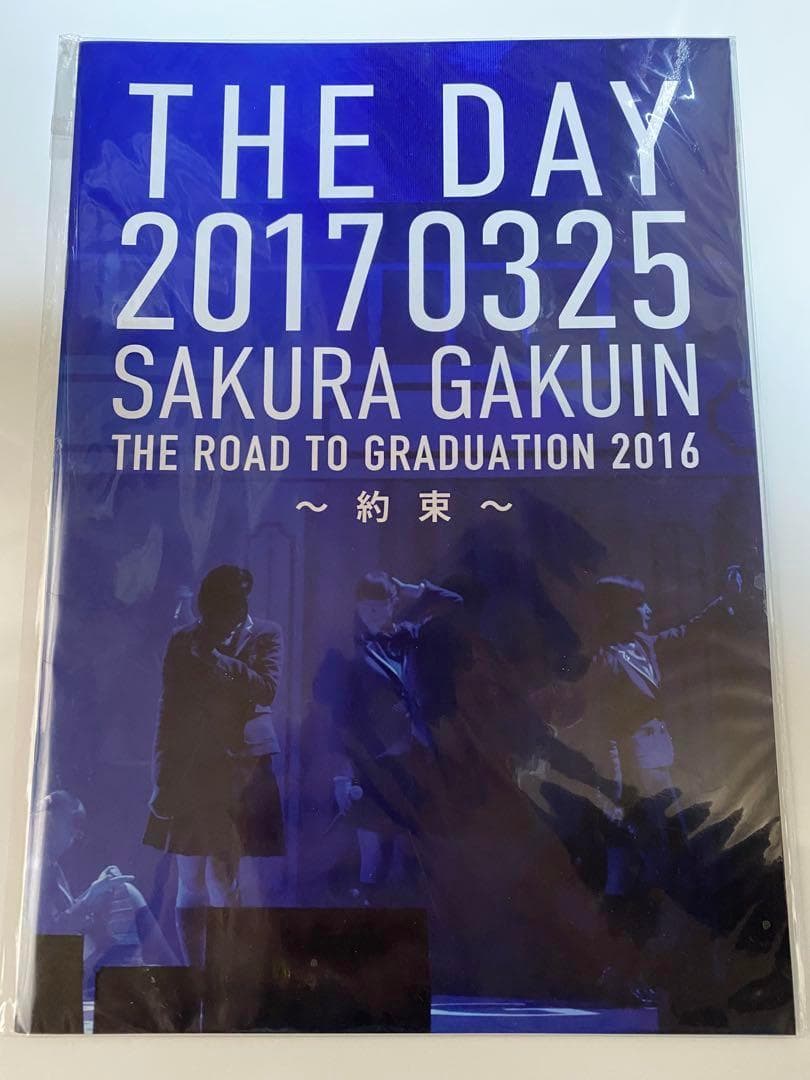 THE DAY
20170325
SAKURA GAKUIN
THE ROAD TO GRADUATION 2016
～約束～